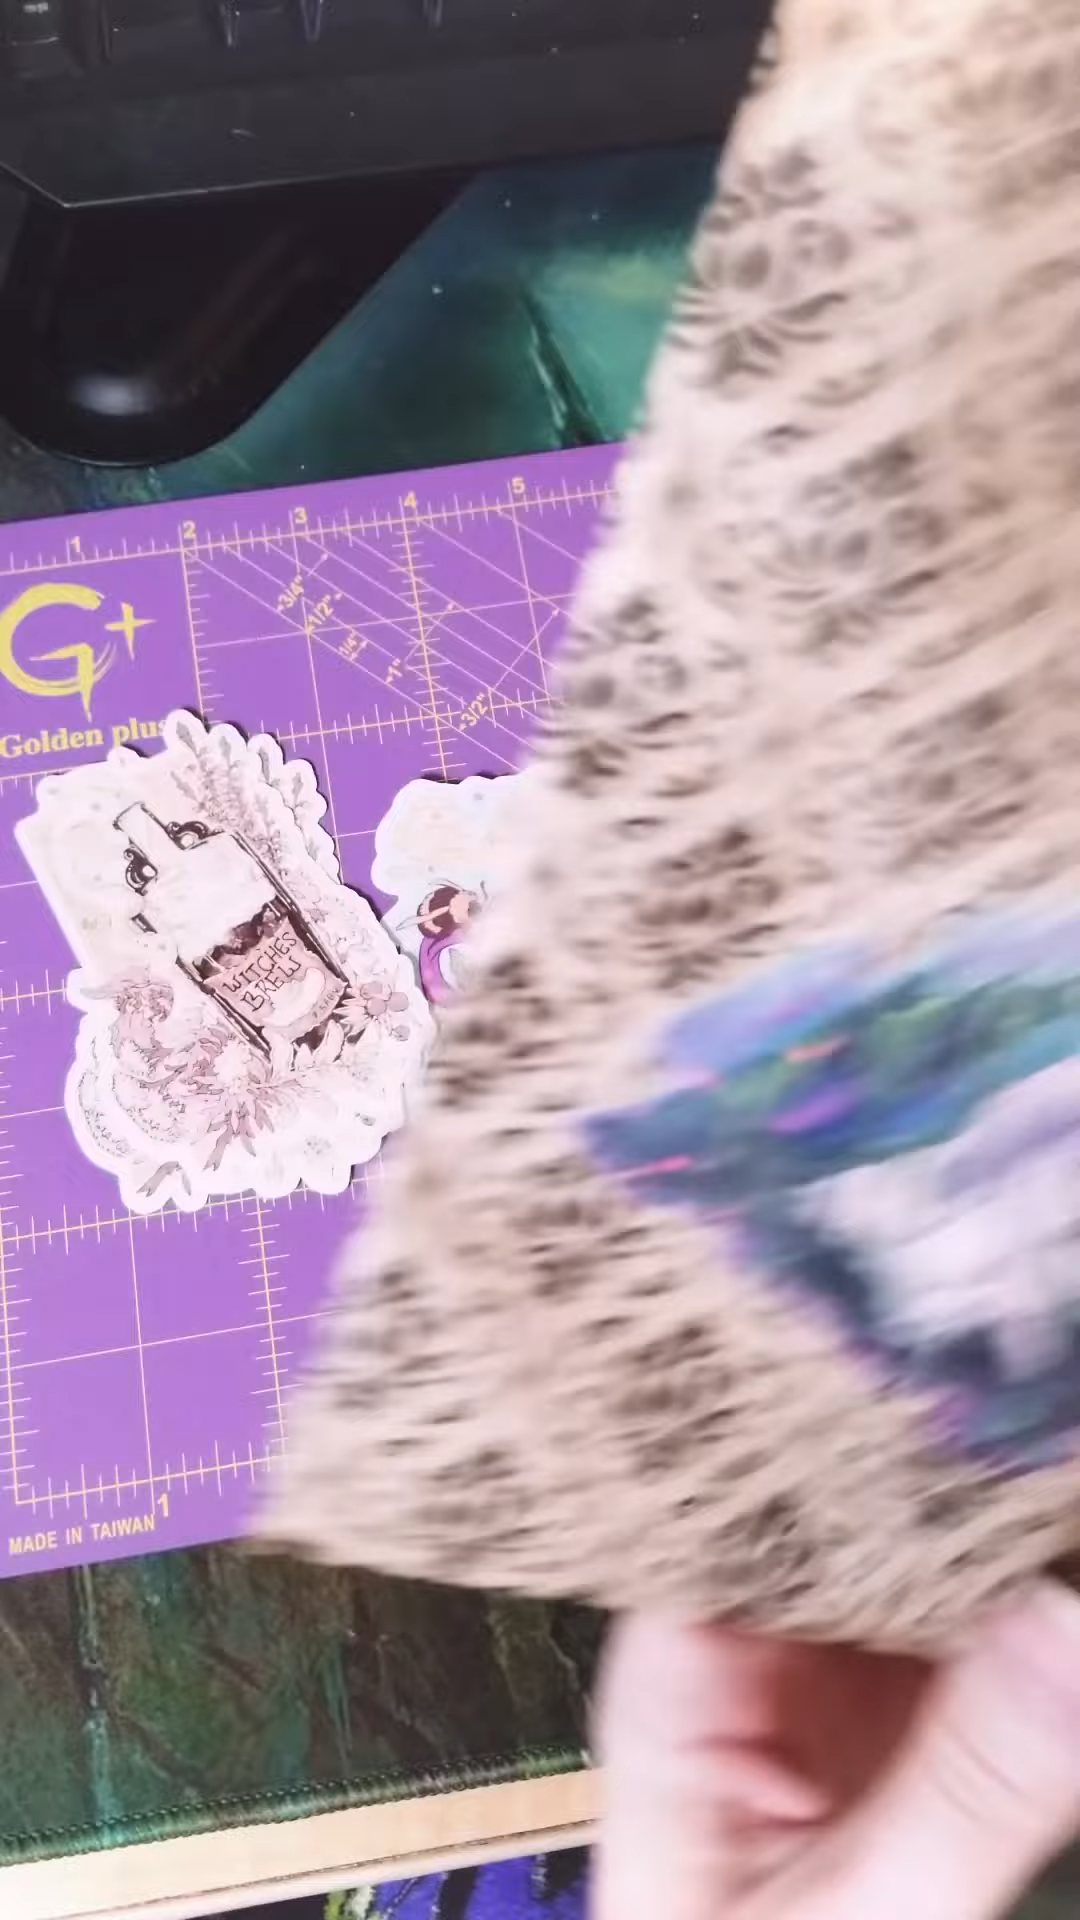 1 2 3 4 5
3/4"
1/2"
1/4"
1"
3/2"
G+
Golden plus
WITCHES
BREW
1
MADE IN TAIWAN